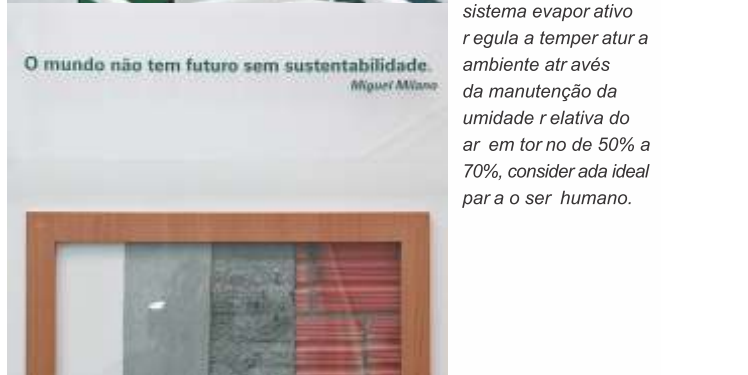 O mundo não tem futuro sem sustentabilidade.
Miguel Milano
sistema evapor ativo
r egula a temper atur a
ambiente atr avés
da manutenção da
umidade r elativa do
ar em tor no de 50% a
70%, consider ada ideal
par a o ser humano.